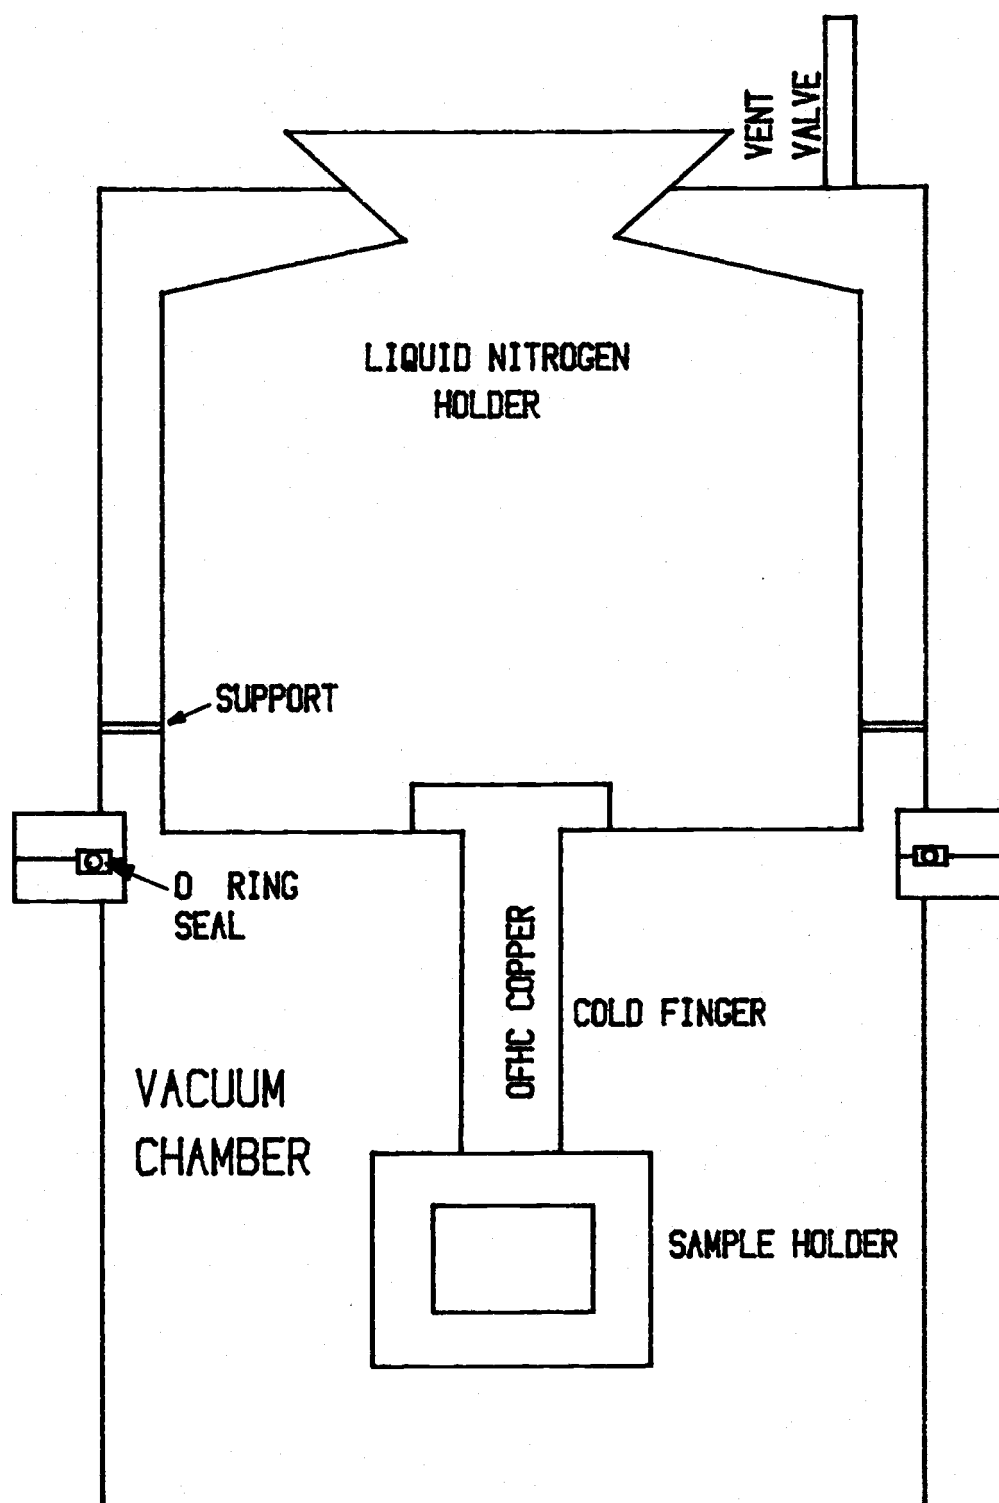 VENT
VALVE
LIQUID NITROGEN
HOLDER
SUPPORT
O RING
SEAL
OFHC COPPER
COLD FINGER
VACUUM
CHAMBER
SAMPLE HOLDER